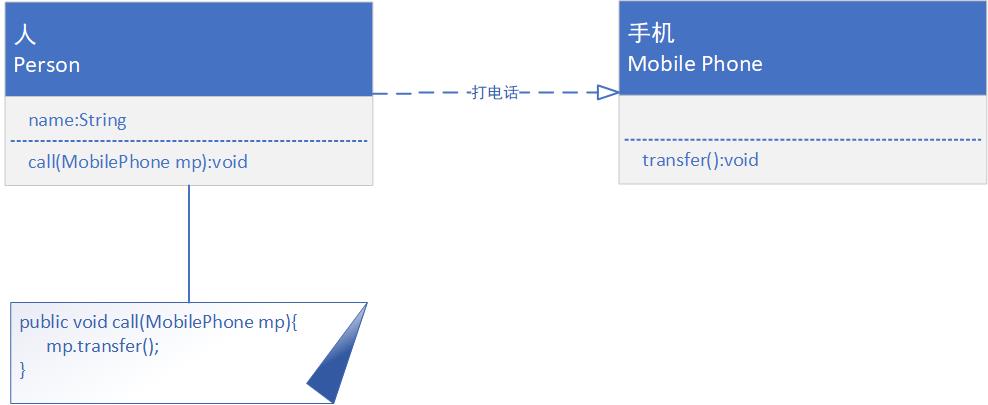 人
Person
name:String
call(MobilePhone mp):void
打电话
手机
Mobile Phone
transfer():void
public void call(MobilePhone mp){
mp.transfer();
}